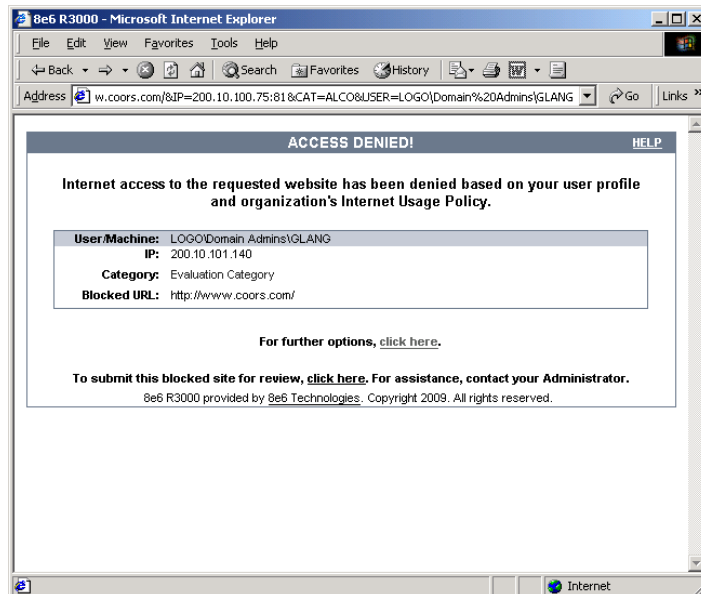 8e6 R3000 - Microsoft Internet Explorer
File Edit View Favorites Tools Help
Back Search Favorites History
Address w.coors.com/&IP=200.10.100.75:81&CAT=ALCO&USER=LOGO\Domain%20Admins\GLANG Go Links »
ACCESS DENIED! HELP
Internet access to the requested website has been denied based on your user profile
and organization's Internet Usage Policy.
User/Machine: LOGO\Domain Admins\GLANG
IP: 200.10.101.140
Category: Evaluation Category
Blocked URL: http://www.coors.com/
For further options, click here.
To submit this blocked site for review, click here. For assistance, contact your Administrator.
8e6 R3000 provided by 8e6 Technologies. Copyright 2009. All rights reserved.
Internet